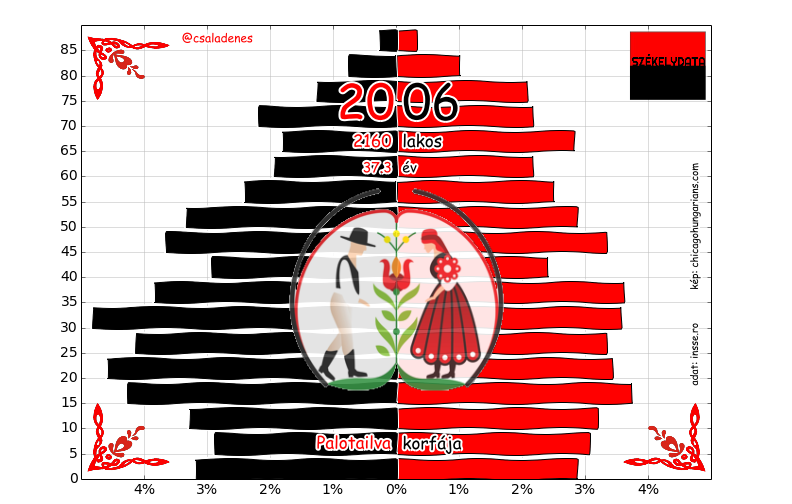 @csaladenes
SZÉKELYDATA
2006
2160 lakos
37.3 év
kép: chicagohungarians.com
adat: insse.ro
Palotailva korfája
85
80
75
70
65
60
55
50
45
40
35
30
25
20
15
10
5
0
4% 3% 2% 1% 0% 1% 2% 3% 4%